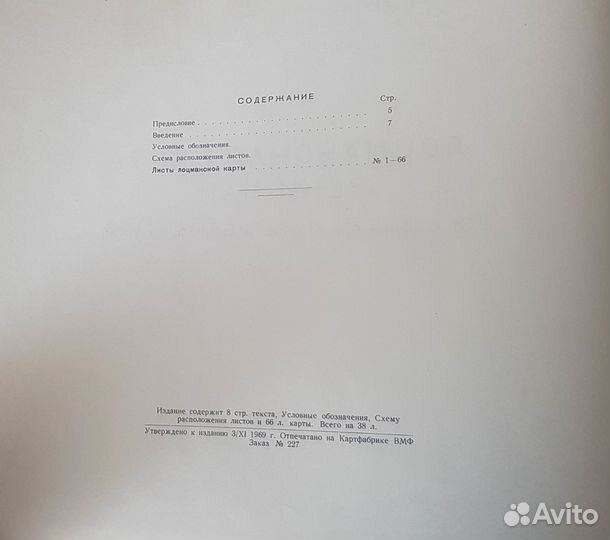 СОДЕРЖАНИЕ Стр.
Предисловие . . . . . . . . . . . . . . . . . . . . 5
Введение . . . . . . . . . . . . . . . . . . . . . 7
Условные обозначения.
Схема расположения листов.
Листы лоцманской карты . . . . . . . . . . № 1—66
Издание содержит 8 стр. текста, Условные обозначения, Схему
расположения листов и 66 л. карты. Всего на 38 л.
Утверждено к изданию 3/XI 1969 г. Отпечатано на Картфабрике ВМФ
Заказ № 227
Avito